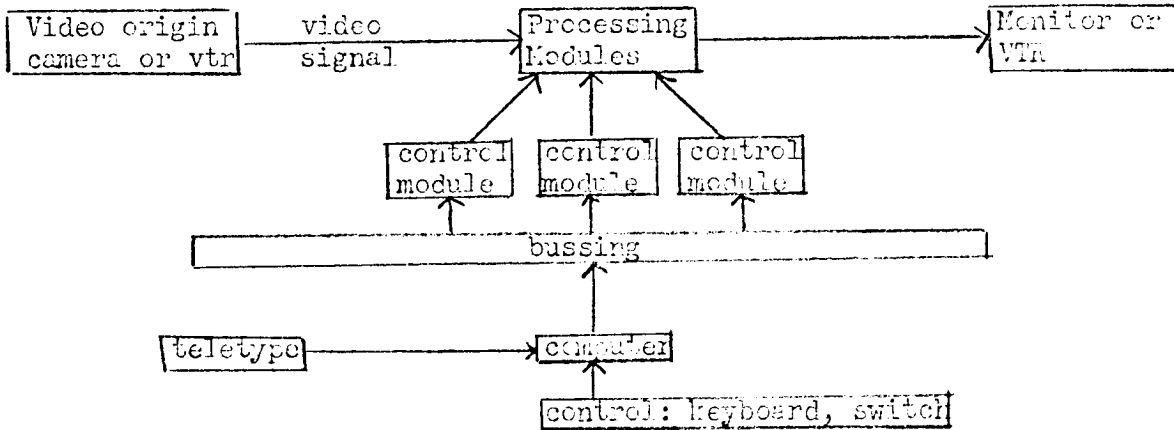 Video origin
camera or vtr
video
signal
Processing
Modules
Monitor or
VTR
control
module
control
module
control
module
bussing
teletype
computer
control: keyboard, switch